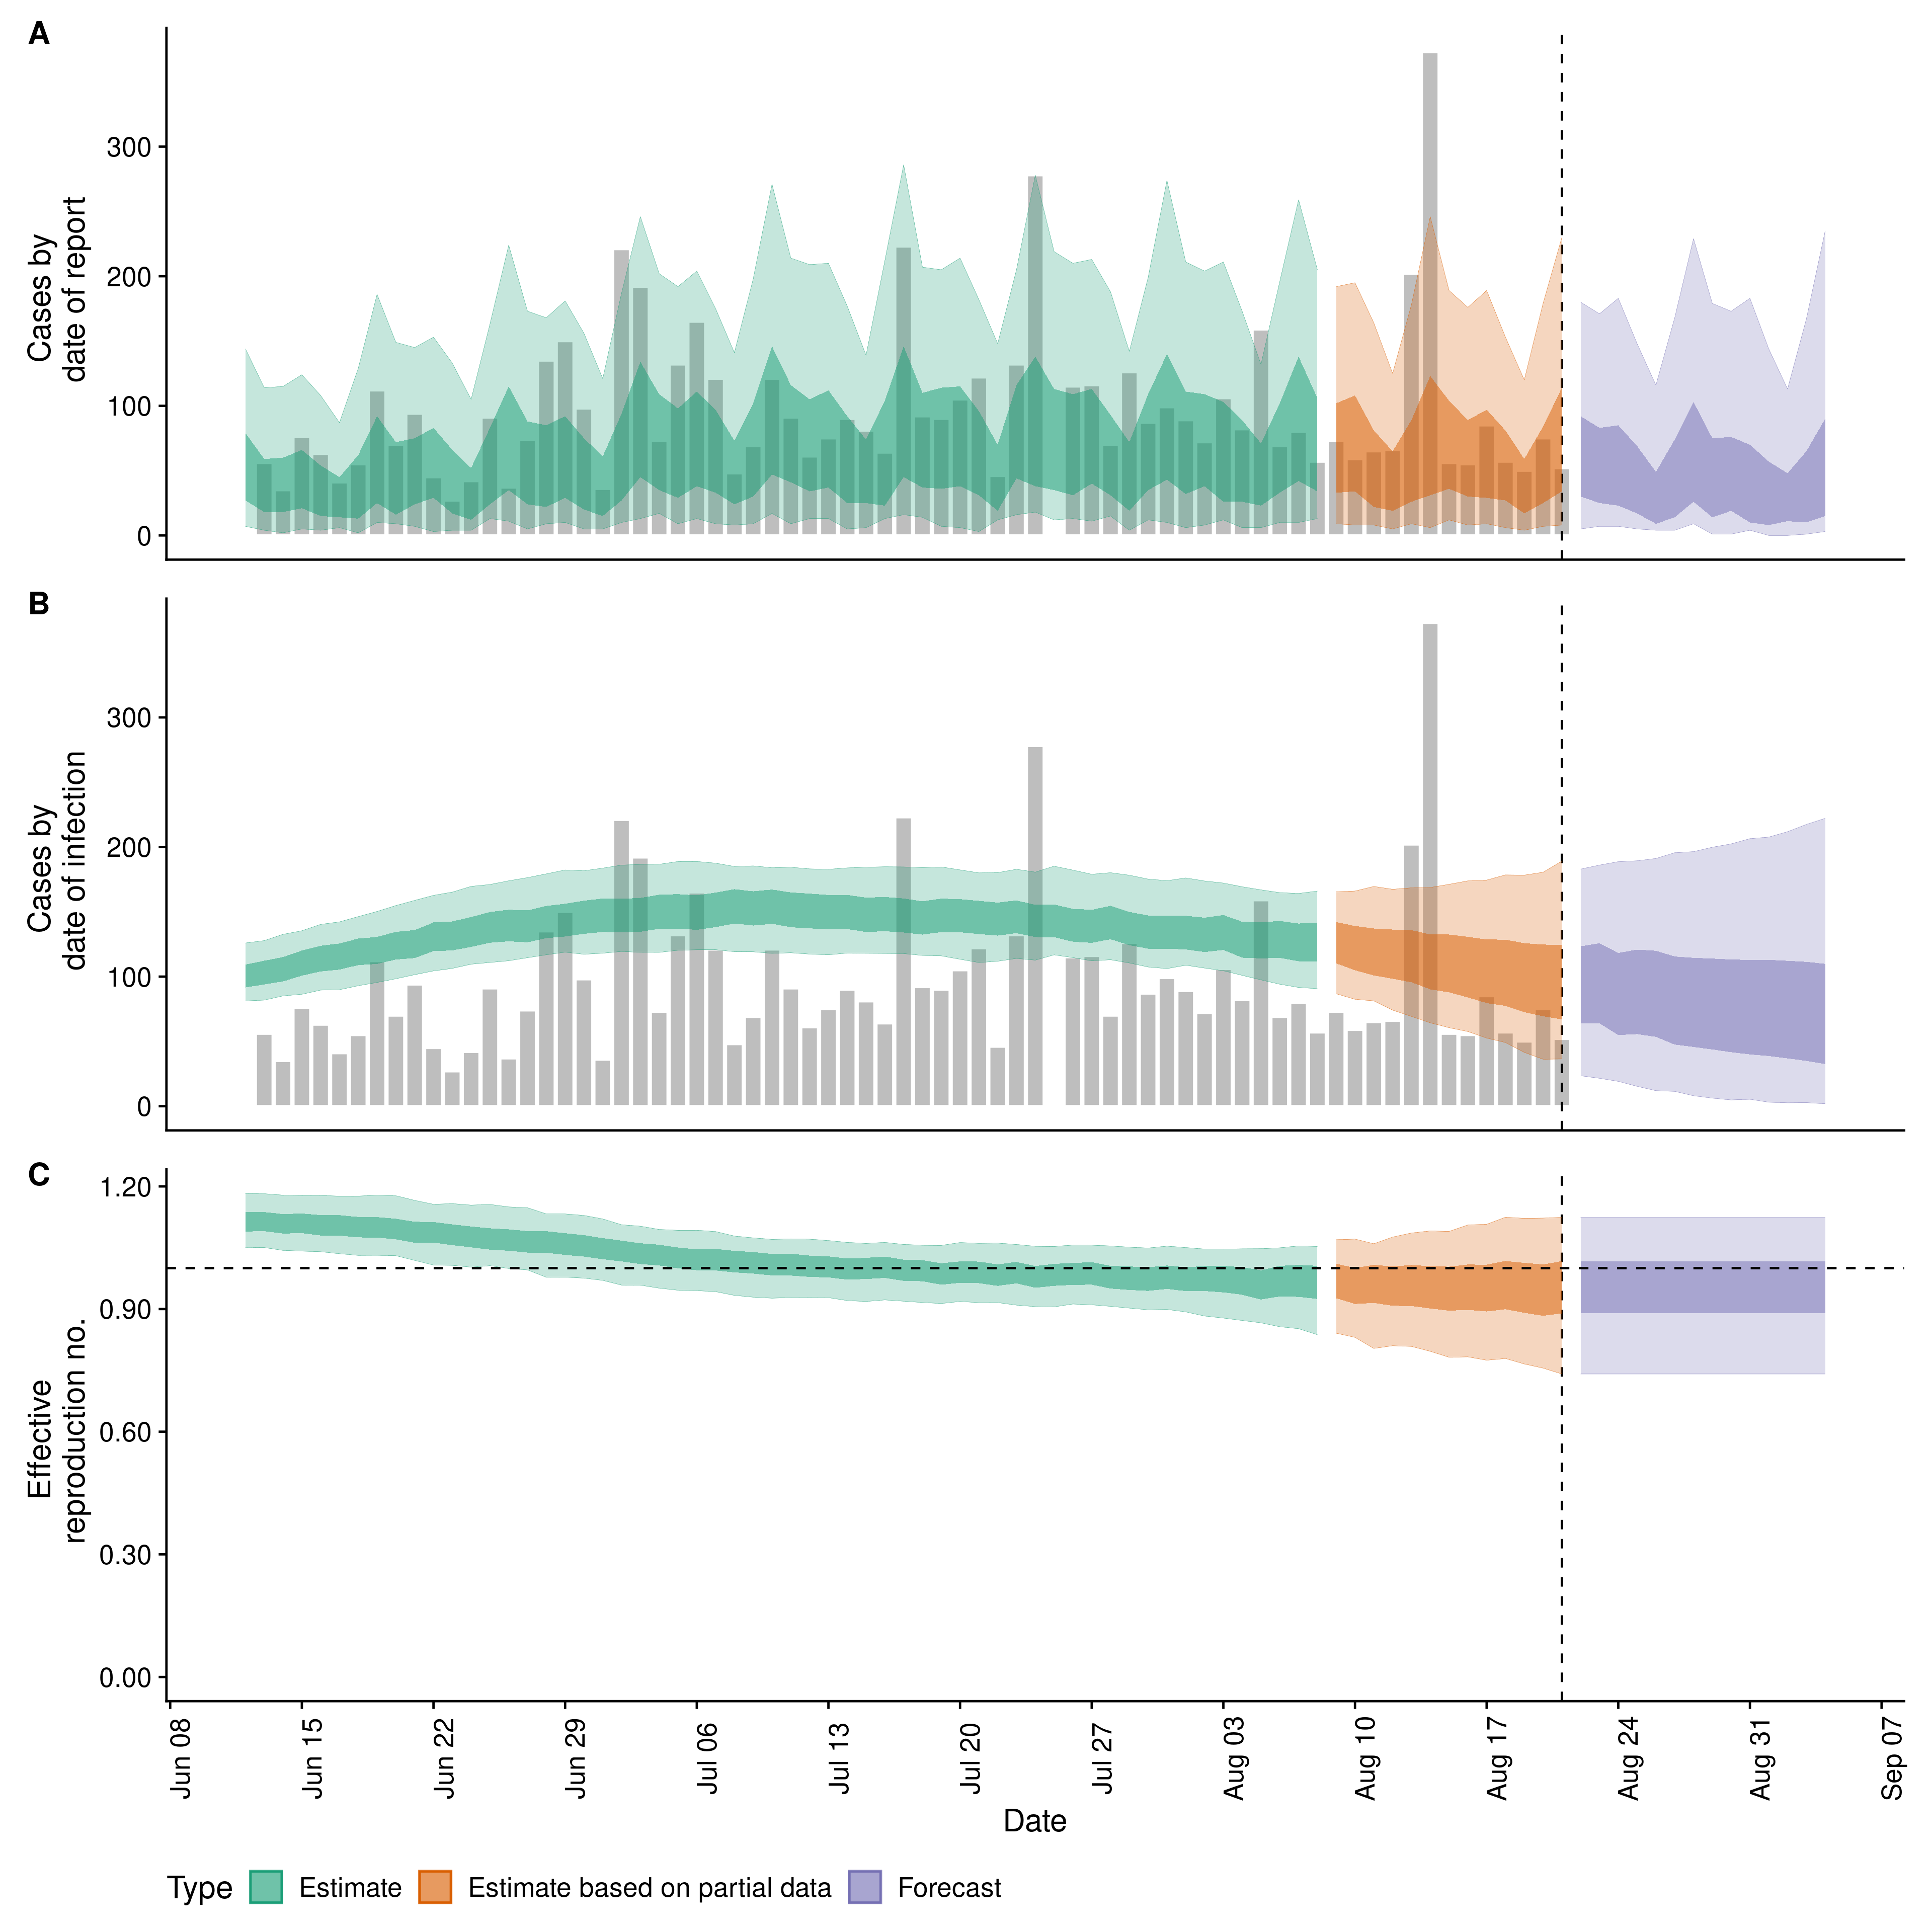 A
Cases by
date of report
300
200
100
0
B
Cases by
date of infection
300
200
100
0
C
Effective
reproduction no.
1.20
0.90
0.60
0.30
0.00
Jun 08
Jun 15
Jun 22
Jun 29
Jul 06
Jul 13
Jul 20
Jul 27
Aug 03
Aug 10
Aug 17
Aug 24
Aug 31
Sep 07
Date
Type Estimate Estimate based on partial data Forecast